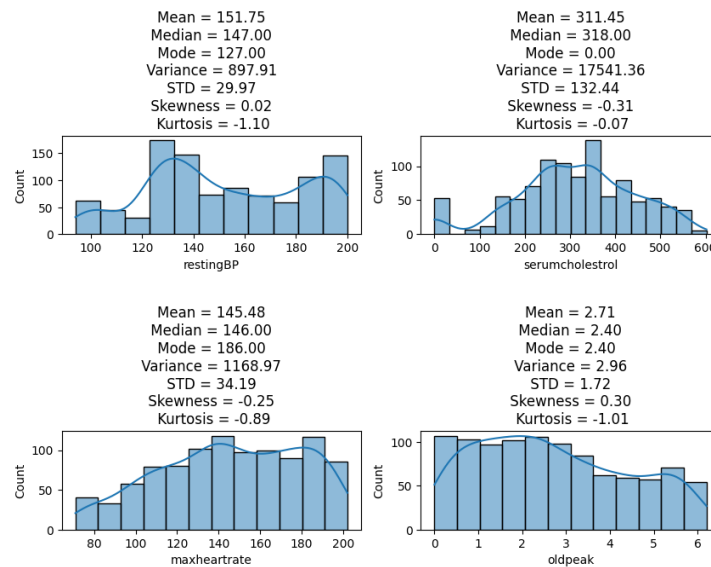 Mean = 151.75
Median = 147.00
Mode = 127.00
Variance = 897.91
STD = 29.97
Skewness = 0.02
Kurtosis = -1.10
150
100
50
0
Count
100 120 140 160 180 200
restingBP
Mean = 311.45
Median = 318.00
Mode = 0.00
Variance = 17541.36
STD = 132.44
Skewness = -0.31
Kurtosis = -0.07
100
50
0
Count
0 100 200 300 400 500 600
serumcholestrol
Mean = 145.48
Median = 146.00
Mode = 186.00
Variance = 1168.97
STD = 34.19
Skewness = -0.25
Kurtosis = -0.89
100
50
0
Count
80 100 120 140 160 180 200
maxheartrate
Mean = 2.71
Median = 2.40
Mode = 2.40
Variance = 2.96
STD = 1.72
Skewness = 0.30
Kurtosis = -1.01
100
50
0
Count
0 1 2 3 4 5 6
oldpeak